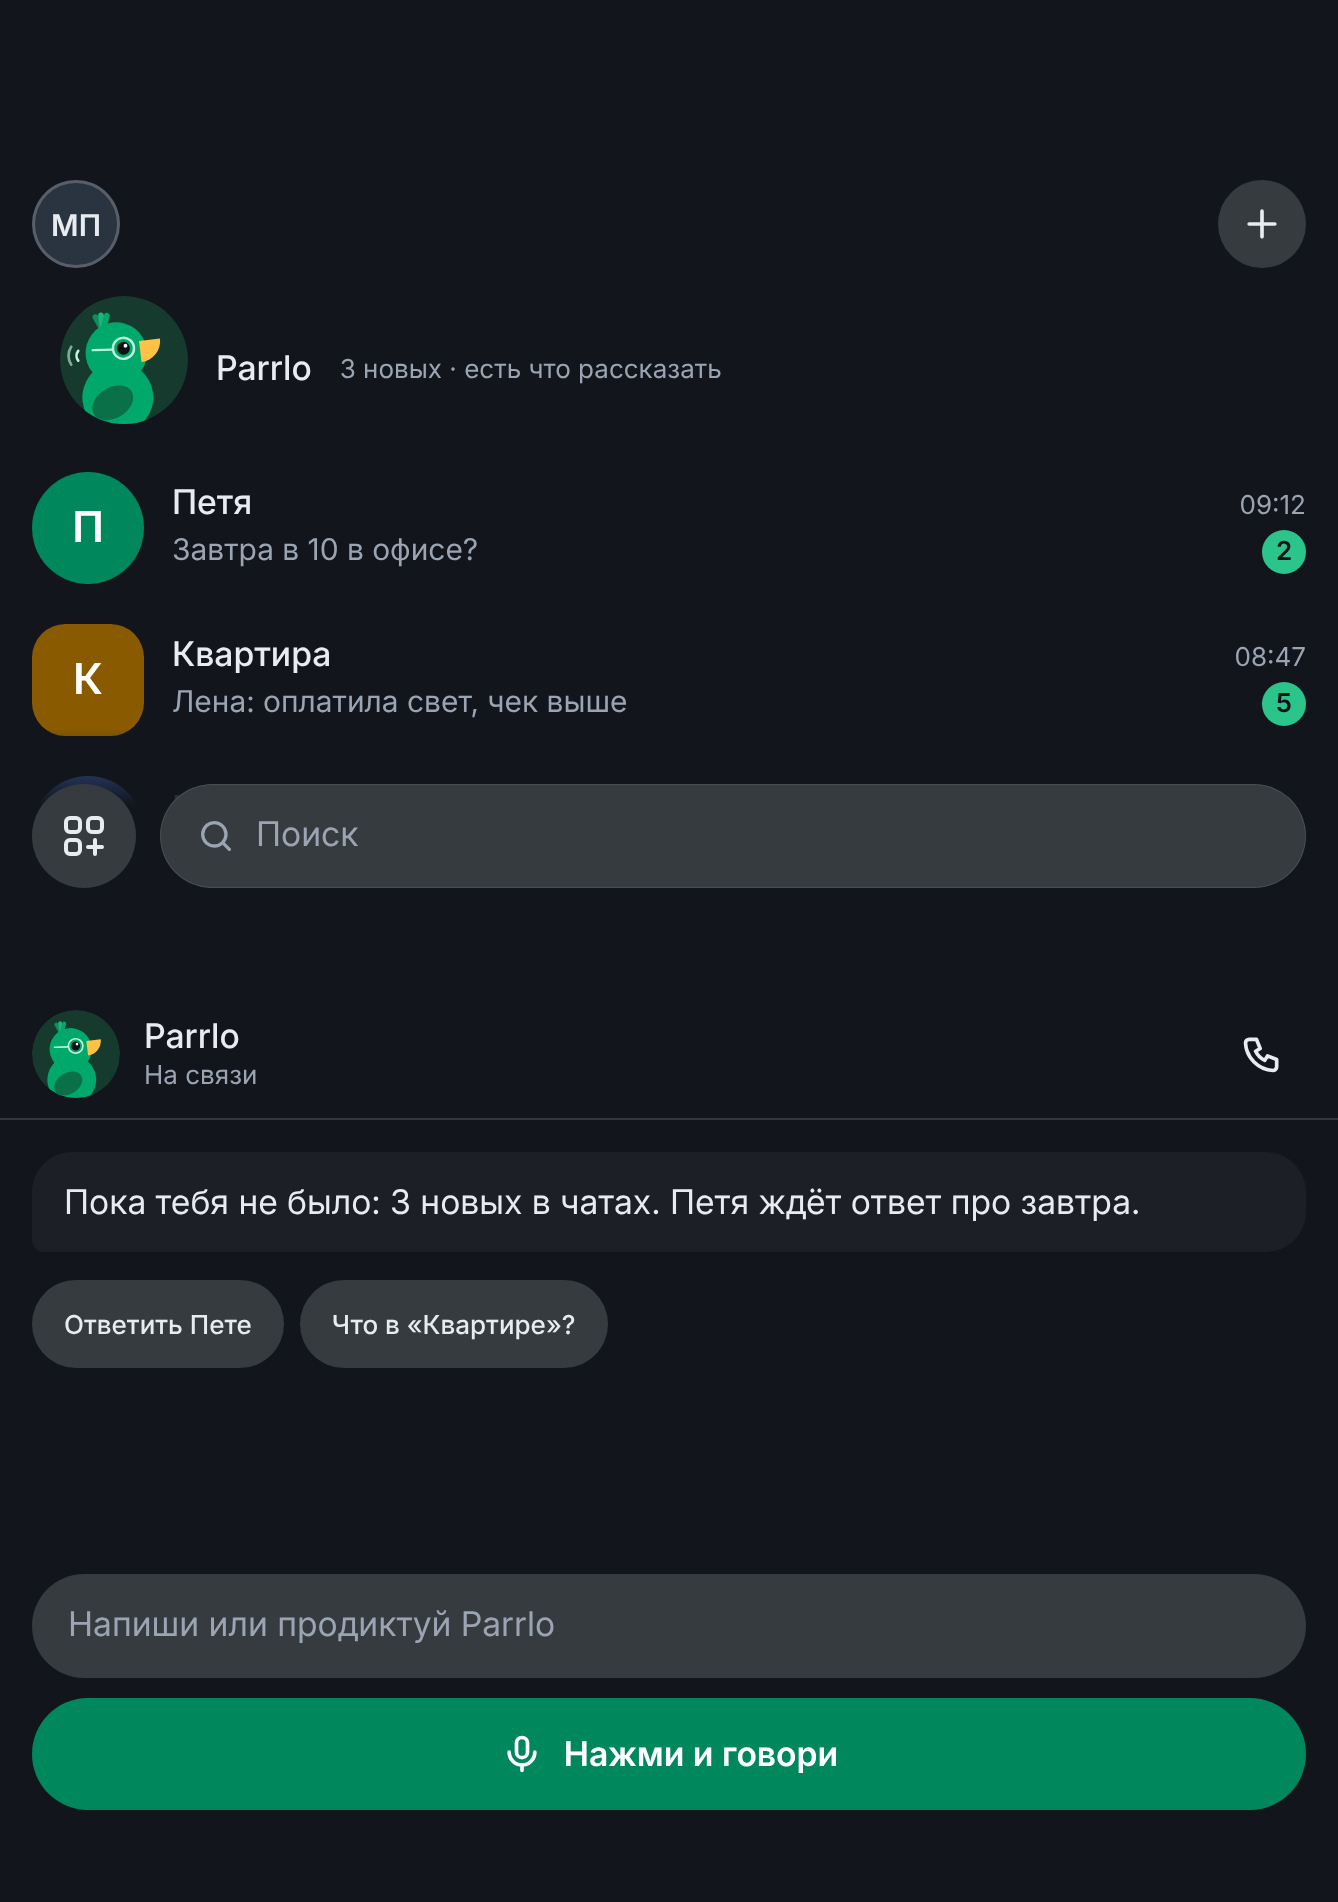 МП
Parrlo 3 новых · есть что рассказать
П
Петя 09:12
Завтра в 10 в офисе? 2
К
Квартира 08:47
Лена: оплатила свет, чек выше 5
Поиск
Parrlo
На связи
Пока тебя не было: 3 новых в чатах. Петя ждёт ответ про завтра.
Ответить Пете Что в «Квартире»?
Напиши или продиктуй Parrlo
Нажми и говори